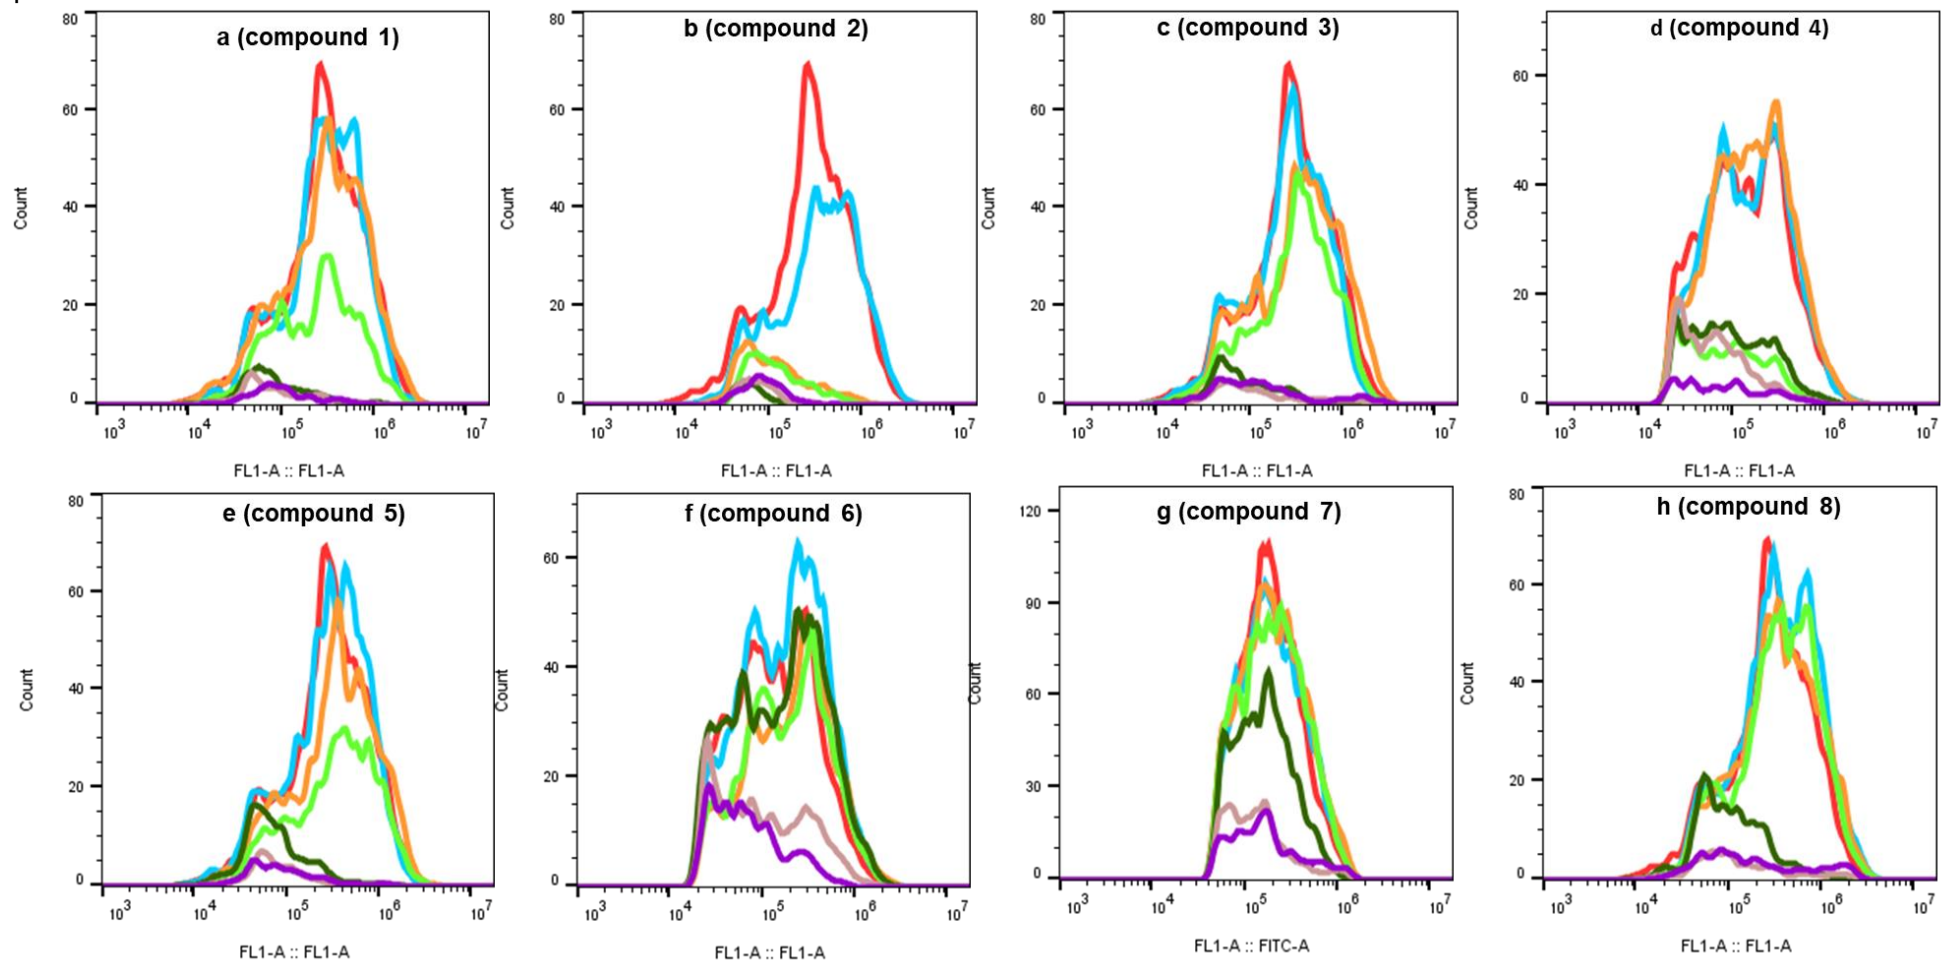 a (compound 1)
80
60
40
20
0
Count
10³ 10⁴ 10⁵ 10⁶ 10⁷
FL1-A :: FL1-A
b (compound 2)
80
60
40
20
0
Count
10³ 10⁴ 10⁵ 10⁶ 10⁷
FL1-A :: FL1-A
c (compound 3)
80
60
40
20
0
Count
10³ 10⁴ 10⁵ 10⁶ 10⁷
FL1-A :: FL1-A
d (compound 4)
60
40
20
0
Count
10³ 10⁴ 10⁵ 10⁶ 10⁷
FL1-A :: FL1-A
e (compound 5)
80
60
40
20
0
Count
10³ 10⁴ 10⁵ 10⁶ 10⁷
FL1-A :: FL1-A
f (compound 6)
60
40
20
0
Count
10³ 10⁴ 10⁵ 10⁶ 10⁷
FL1-A :: FL1-A
g (compound 7)
120
90
60
30
0
Count
10³ 10⁴ 10⁵ 10⁶ 10⁷
FL1-A :: FITC-A
h (compound 8)
80
60
40
20
0
Count
10³ 10⁴ 10⁵ 10⁶ 10⁷
FL1-A :: FL1-A